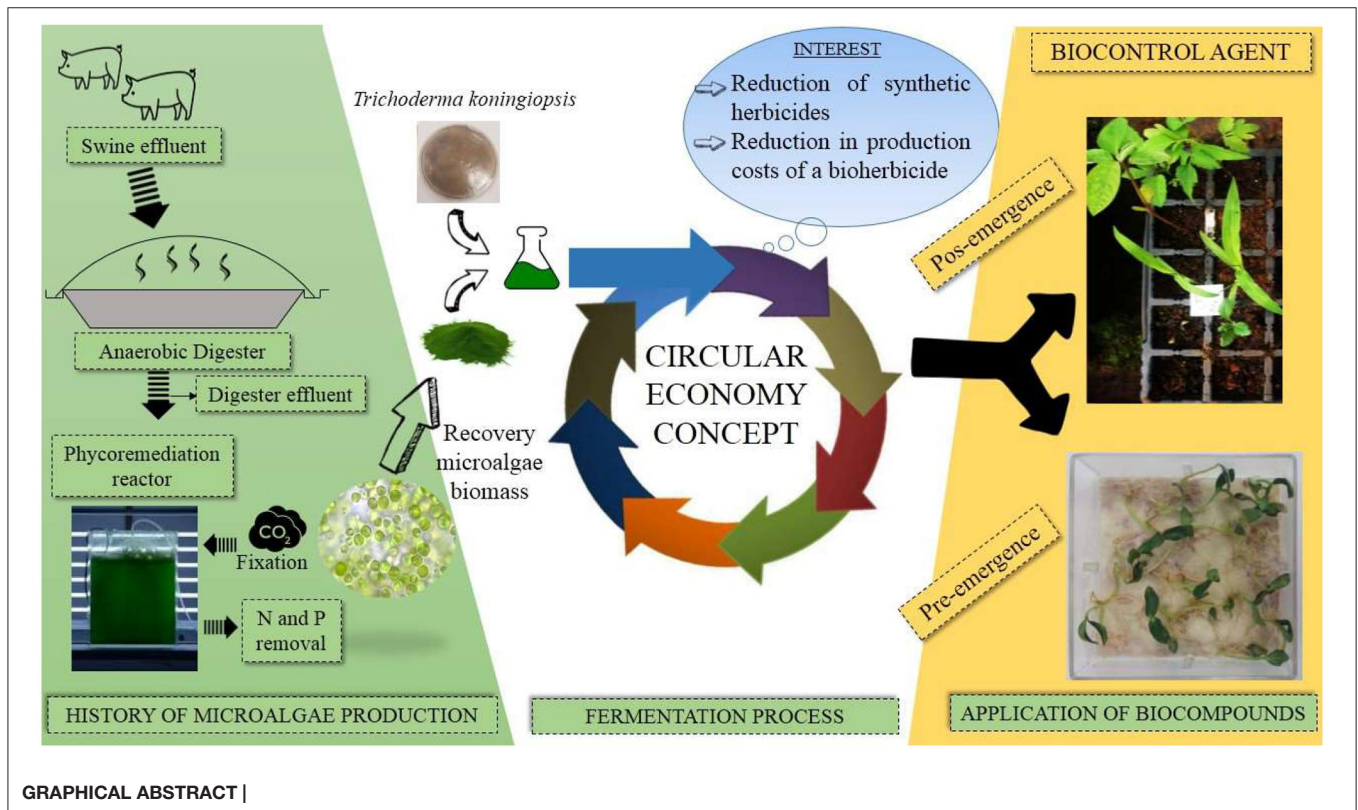 Swine effluent
Anaerobic Digester
Digester effluent
Phycoremediation
reactor
CO2
Fixation
N and P
removal
HISTORY OF MICROALGAE PRODUCTION
Trichoderma koningiopsis
Recovery
microalgae
biomass
INTEREST
Reduction of synthetic
herbicides
Reduction in production
costs of a bioherbicide
CIRCULAR
ECONOMY
CONCEPT
FERMENTATION PROCESS
BIOCONTROL AGENT
Pos-emergence
Pre-emergence
APPLICATION OF BIOCOMPOUNDS
GRAPHICAL ABSTRACT |